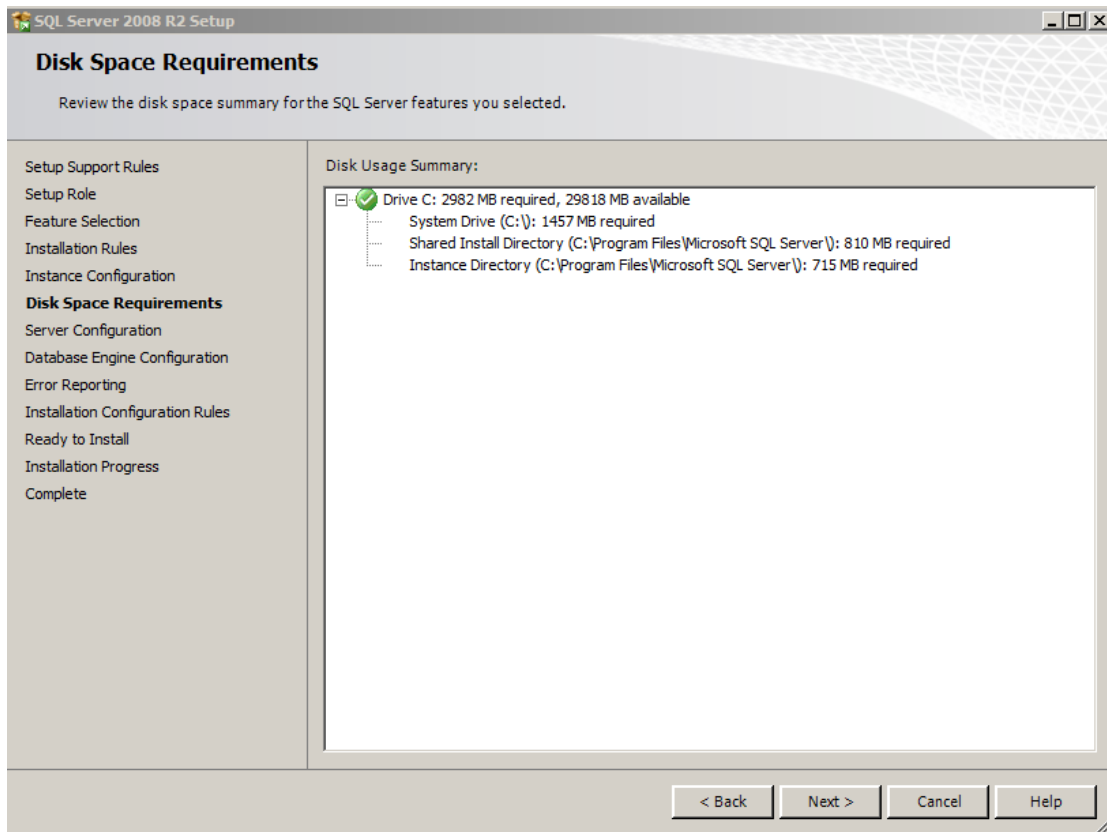 SQL Server 2008 R2 Setup
Disk Space Requirements
Review the disk space summary for the SQL Server features you selected.
Setup Support Rules
Setup Role
Feature Selection
Installation Rules
Instance Configuration
Disk Space Requirements
Server Configuration
Database Engine Configuration
Error Reporting
Installation Configuration Rules
Ready to Install
Installation Progress
Complete
Disk Usage Summary:
Drive C: 2982 MB required, 29818 MB available
System Drive (C:\): 1457 MB required
Shared Install Directory (C:\Program Files\Microsoft SQL Server\): 810 MB required
Instance Directory (C:\Program Files\Microsoft SQL Server\): 715 MB required
< Back Next > Cancel Help